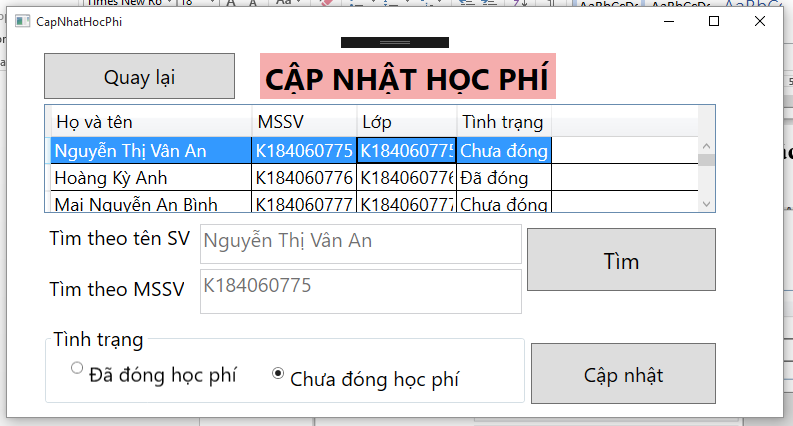 CapNhatHocPhi
Quay lại
CẬP NHẬT HỌC PHÍ
Họ và tên MSSV Lớp Tình trạng
Nguyễn Thị Vân An K184060775 K184060775 Chưa đóng
Hoàng Kỳ Anh K184060776 K184060776 Đã đóng
Mai Nguyễn An Bình K184060777 K184060777 Chưa đóng
Tìm theo tên SV Nguyễn Thị Vân An
Tìm
Tìm theo MSSV K184060775
Tình trạng
Đã đóng học phí Chưa đóng học phí
Cập nhật